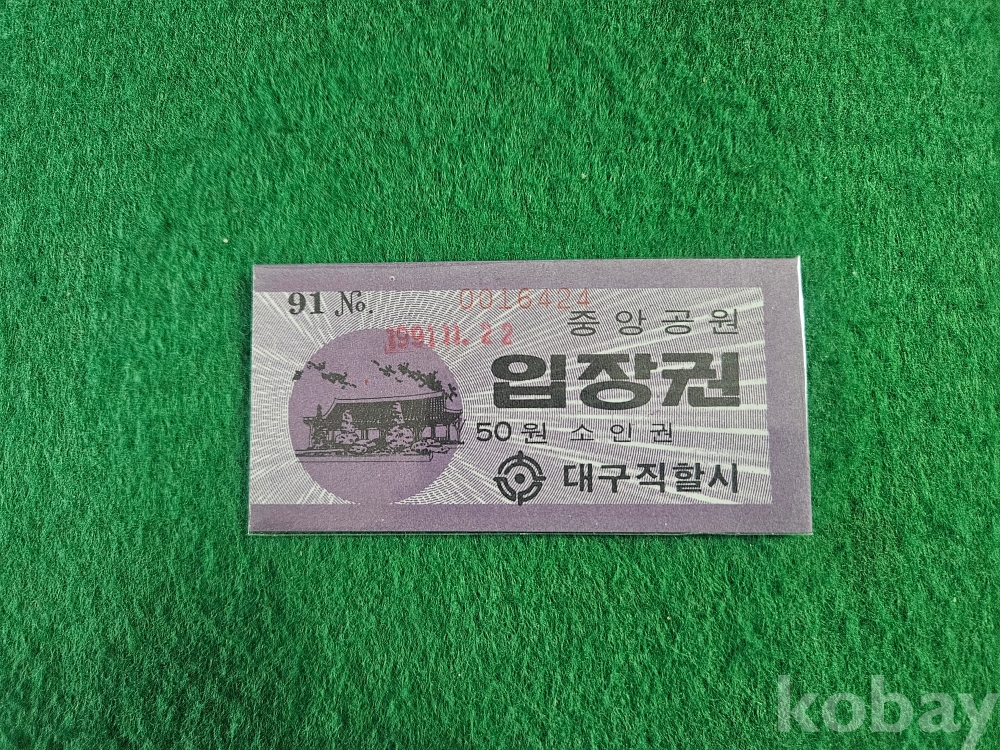 91 No. 0016424
1991 11. 22
중앙공원
입장권
50원 소인권
대구직할시
kobay